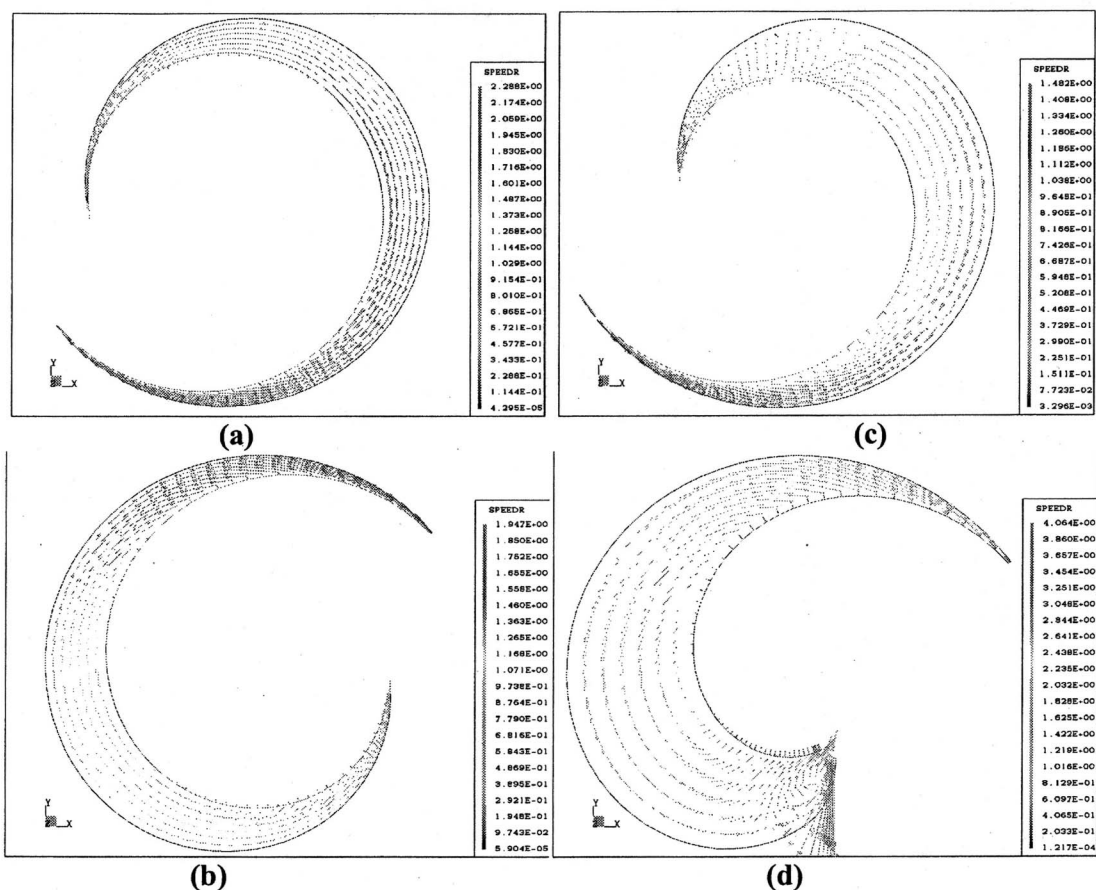 SPEEDR
2.288E+00
2.174E+00
2.059E+00
1.945E+00
1.830E+00
1.716E+00
1.601E+00
1.487E+00
1.373E+00
1.258E+00
1.144E+00
1.029E+00
9.154E-01
8.010E-01
6.865E-01
5.721E-01
4.577E-01
3.433E-01
2.288E-01
1.144E-01
4.295E-05
Y
X
(a)
SPEEDR
1.482E+00
1.408E+00
1.334E+00
1.260E+00
1.186E+00
1.112E+00
1.038E+00
9.645E-01
8.905E-01
8.166E-01
7.426E-01
6.687E-01
5.948E-01
5.208E-01
4.469E-01
3.729E-01
2.990E-01
2.251E-01
1.511E-01
7.723E-02
3.296E-03
Y
X
(c)
SPEEDR
1.947E+00
1.850E+00
1.752E+00
1.655E+00
1.558E+00
1.460E+00
1.363E+00
1.265E+00
1.168E+00
1.071E+00
9.738E-01
8.764E-01
7.790E-01
6.816E-01
5.843E-01
4.869E-01
3.895E-01
2.921E-01
1.948E-01
9.743E-02
5.904E-05
Y
X
(b)
SPEEDR
4.064E+00
3.860E+00
3.657E+00
3.454E+00
3.251E+00
3.048E+00
2.844E+00
2.641E+00
2.438E+00
2.235E+00
2.032E+00
1.828E+00
1.625E+00
1.422E+00
1.219E+00
1.016E+00
8.129E-01
6.097E-01
4.065E-01
2.033E-01
1.217E-04
Y
X
(d)